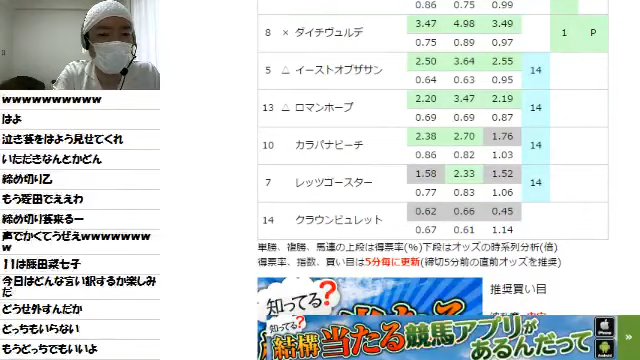 0.86 0.75 0.99
8 × ダイチヴュルデ 3.47 4.98 3.49 1 P
0.75 0.89 0.97
5 △ イーストオブザサン 2.50 3.64 2.55 14
0.64 0.63 0.95
13 △ ロマンホープ 2.20 3.47 2.19 14
0.69 0.69 0.87
10 カラパナビーチ 2.38 2.70 1.76 14
0.86 0.82 1.03
7 レッツゴースター 1.58 2.33 1.52 14
0.77 0.83 1.06
14 クラウンビュレット 0.62 0.66 0.45
0.67 0.61 1.14
単勝、複勝、馬連の上段は得票率(%)下段はオッズの時系列分析(倍)
得票率、指数、買い目は5分毎に更新(締切5分前の直前オッズを推奨)
推奨買い目
知ってる?
知ってる?
結構当たる競馬アプリがあるんだって
iPhone
Android
»
wwwwwwwwwww
はよ
泣き芸をはよう見せてくれ
いただきなんとかどん
締め切り乙
もう藤田でええわ
締め切り芸来るー
声でかくてうぜえwwwwwww
w
11は藤田菜七子
今日はどんな言い訳するか楽しみ
だ
どうせ外すんだか
どっちもいらない
もうどっちでもいいよ